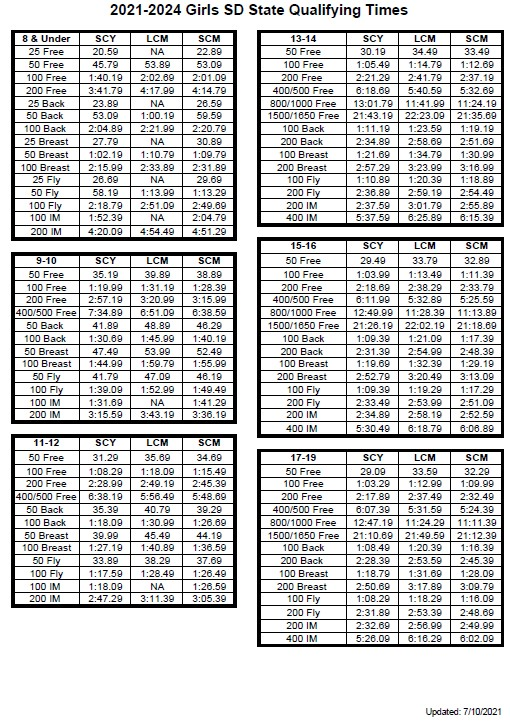 2021-2024 Girls SD State Qualifying Times
8 & Under SCY LCM SCM
25 Free 20.59 NA 22.89
50 Free 45.79 53.89 53.09
100 Free 1:40.19 2:02.69 2:01.09
200 Free 3:41.79 4:17.99 4:14.79
25 Back 23.89 NA 26.59
50 Back 53.09 1:00.19 59.59
100 Back 2:04.89 2:21.99 2:20.79
25 Breast 27.79 NA 30.89
50 Breast 1:02.19 1:10.79 1:09.79
100 Breast 2:15.99 2:33.89 2:31.89
25 Fly 26.69 NA 29.69
50 Fly 58.19 1:13.99 1:13.29
100 Fly 2:18.79 2:51.09 2:49.69
100 IM 1:52.39 NA 2:04.79
200 IM 4:20.09 4:54.49 4:51.29
9-10 SCY LCM SCM
50 Free 35.19 39.89 38.89
100 Free 1:19.99 1:31.19 1:28.39
200 Free 2:57.19 3:20.99 3:15.99
400/500 Free 7:34.89 6:51.09 6:38.59
50 Back 41.89 48.89 46.29
100 Back 1:30.69 1:45.99 1:40.19
50 Breast 47.49 53.99 52.49
100 Breast 1:44.99 1:59.79 1:55.99
50 Fly 41.79 47.09 46.19
100 Fly 1:39.09 1:52.99 1:49.49
100 IM 1:31.69 NA 1:41.29
200 IM 3:15.59 3:43.19 3:36.19
11-12 SCY LCM SCM
50 Free 31.29 35.69 34.69
100 Free 1:08.29 1:18.09 1:15.49
200 Free 2:28.99 2:49.19 2:45.39
400/500 Free 6:38.19 5:56.49 5:48.69
50 Back 35.39 40.79 39.29
100 Back 1:18.09 1:30.99 1:26.69
50 Breast 39.99 45.49 44.19
100 Breast 1:27.19 1:40.89 1:36.59
50 Fly 33.89 38.29 37.69
100 Fly 1:17.59 1:28.49 1:26.49
100 IM 1:18.09 NA 1:26.59
200 IM 2:47.29 3:11.39 3:05.39
13-14 SCY LCM SCM
50 Free 30.19 34.49 33.49
100 Free 1:05.49 1:14.79 1:12.69
200 Free 2:21.29 2:41.79 2:37.19
400/500 Free 6:18.69 5:40.59 5:32.69
800/1000 Free 13:01.79 11:41.99 11:24.19
1500/1650 Free 21:43.19 22:23.09 21:35.69
100 Back 1:11.19 1:23.59 1:19.19
200 Back 2:34.89 2:58.69 2:51.69
100 Breast 1:21.69 1:34.79 1:30.99
200 Breast 2:57.29 3:23.99 3:16.99
100 Fly 1:10.89 1:20.39 1:18.89
200 Fly 2:36.89 2:59.19 2:54.49
200 IM 2:37.59 3:01.79 2:55.89
400 IM 5:37.59 6:25.89 6:15.39
15-16 SCY LCM SCM
50 Free 29.49 33.79 32.89
100 Free 1:03.99 1:13.49 1:11.39
200 Free 2:18.69 2:38.29 2:33.79
400/500 Free 6:11.99 5:32.89 5:25.59
800/1000 Free 12:49.99 11:28.39 11:13.89
1500/1650 Free 21:26.19 22:02.19 21:18.69
100 Back 1:09.39 1:21.09 1:17.39
200 Back 2:31.39 2:54.99 2:48.39
100 Breast 1:19.69 1:32.39 1:29.19
200 Breast 2:52.79 3:20.49 3:13.09
100 Fly 1:09.39 1:19.29 1:17.29
200 Fly 2:33.49 2:53.99 2:51.09
200 IM 2:34.89 2:58.19 2:52.59
400 IM 5:30.49 6:18.79 6:06.89
17-19 SCY LCM SCM
50 Free 29.09 33.59 32.29
100 Free 1:03.29 1:12.99 1:09.99
200 Free 2:17.89 2:37.49 2:32.49
400/500 Free 6:07.39 5:31.59 5:24.39
800/1000 Free 12:47.19 11:24.29 11:11.39
1500/1650 Free 21:10.69 21:49.59 21:12.39
100 Back 1:08.49 1:20.39 1:16.39
200 Back 2:28.39 2:53.59 2:45.39
100 Breast 1:18.79 1:31.69 1:28.09
200 Breast 2:50.69 3:17.89 3:09.79
100 Fly 1:08.29 1:18.29 1:16.09
200 Fly 2:31.89 2:53.39 2:48.69
200 IM 2:32.69 2:56.99 2:49.99
400 IM 5:26.09 6:16.29 6:02.09
Updated: 7/10/2021